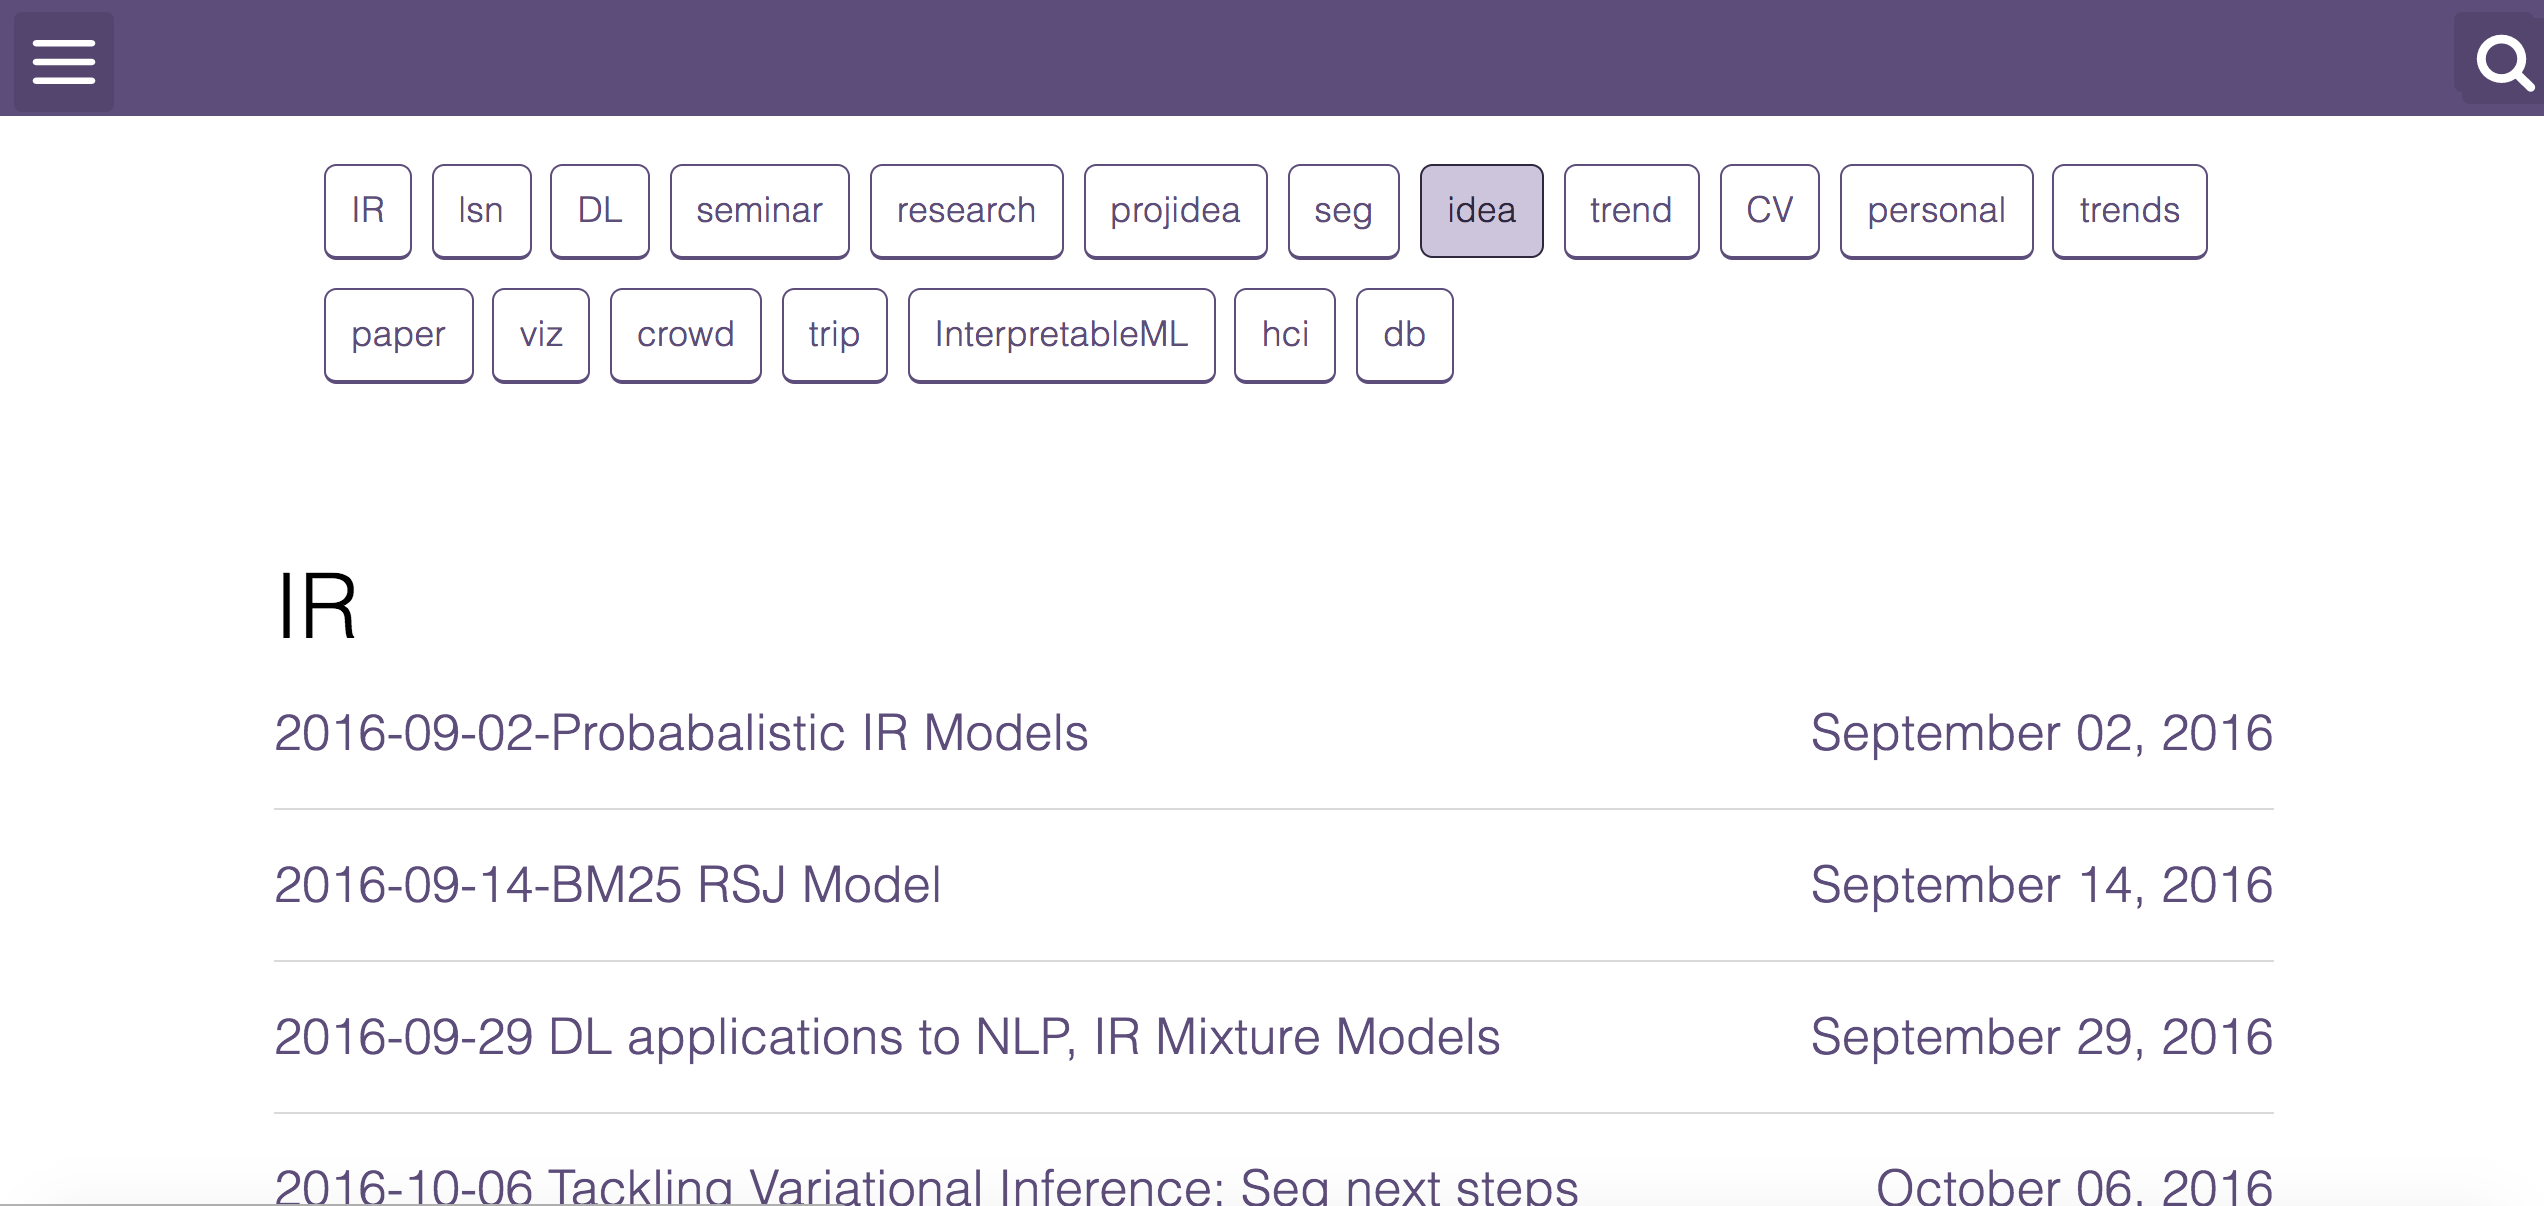 IR lsn DL seminar research projidea seg idea trend CV personal trends
paper viz crowd trip InterpretableML hci db
IR
2016-09-02-Probabalistic IR Models September 02, 2016
2016-09-14-BM25 RSJ Model September 14, 2016
2016-09-29 DL applications to NLP, IR Mixture Models September 29, 2016
2016-10-06 Tackling Variational Inference: Seg next steps October 06, 2016